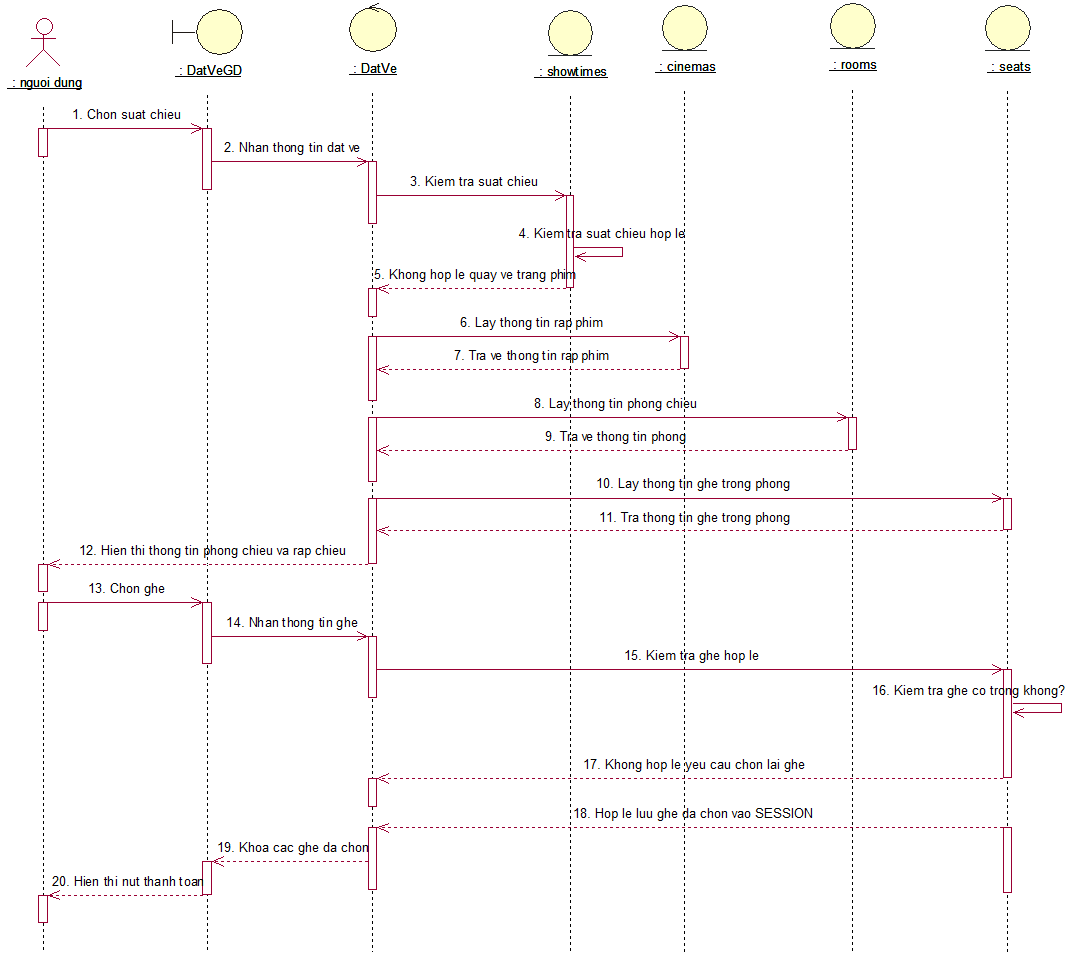 : nguoi dung
: DatVeGD
: DatVe
: showtimes
: cinemas
: rooms
: seats
1. Chon suat chieu
2. Nhan thong tin dat ve
3. Kiem tra suat chieu
4. Kiem tra suat chieu hop le
5. Khong hop le quay ve trang phim
6. Lay thong tin rap phim
7. Tra ve thong tin rap phim
8. Lay thong tin phong chieu
9. Tra ve thong tin phong
10. Lay thong tin ghe trong phong
11. Tra thong tin ghe trong phong
12. Hien thi thong tin phong chieu va rap chieu
13. Chon ghe
14. Nhan thong tin ghe
15. Kiem tra ghe hop le
16. Kiem tra ghe co trong khong?
17. Khong hop le yeu cau chon lai ghe
18. Hop le luu ghe da chon vao SESSION
19. Khoa cac ghe da chon
20. Hien thi nut thanh toan